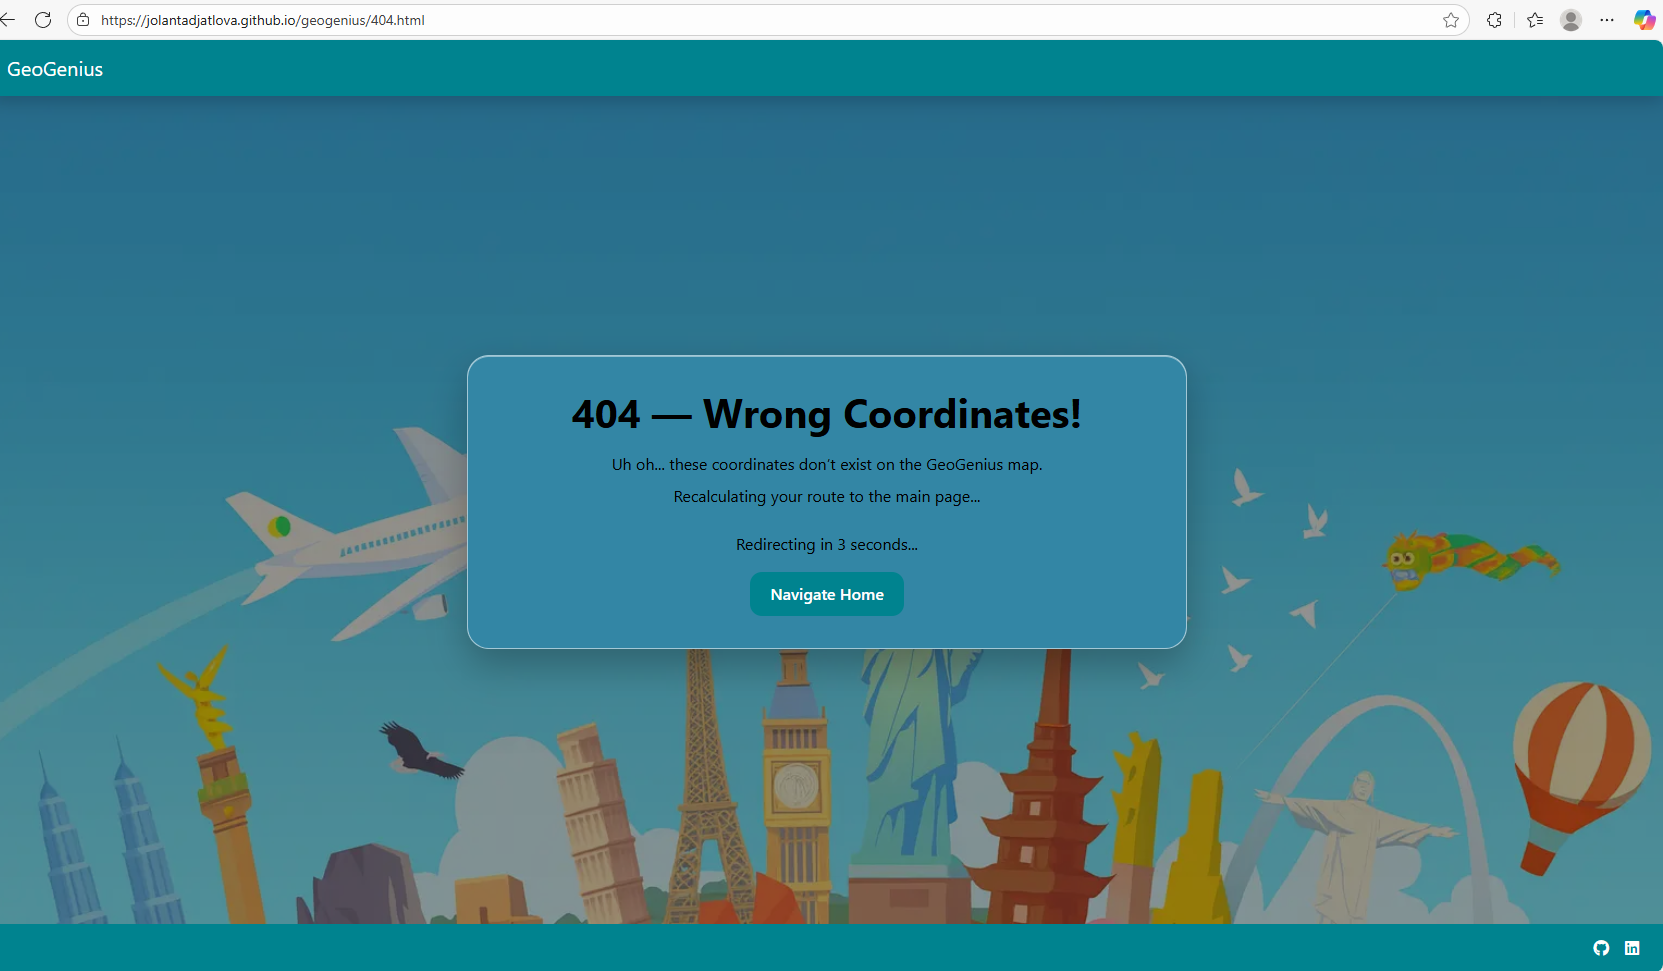 https://jolantadjatlova.github.io/geogenius/404.html
GeoGenius
404 — Wrong Coordinates!
Uh oh... these coordinates don’t exist on the GeoGenius map.
Recalculating your route to the main page...
Redirecting in 3 seconds...
Navigate Home
in